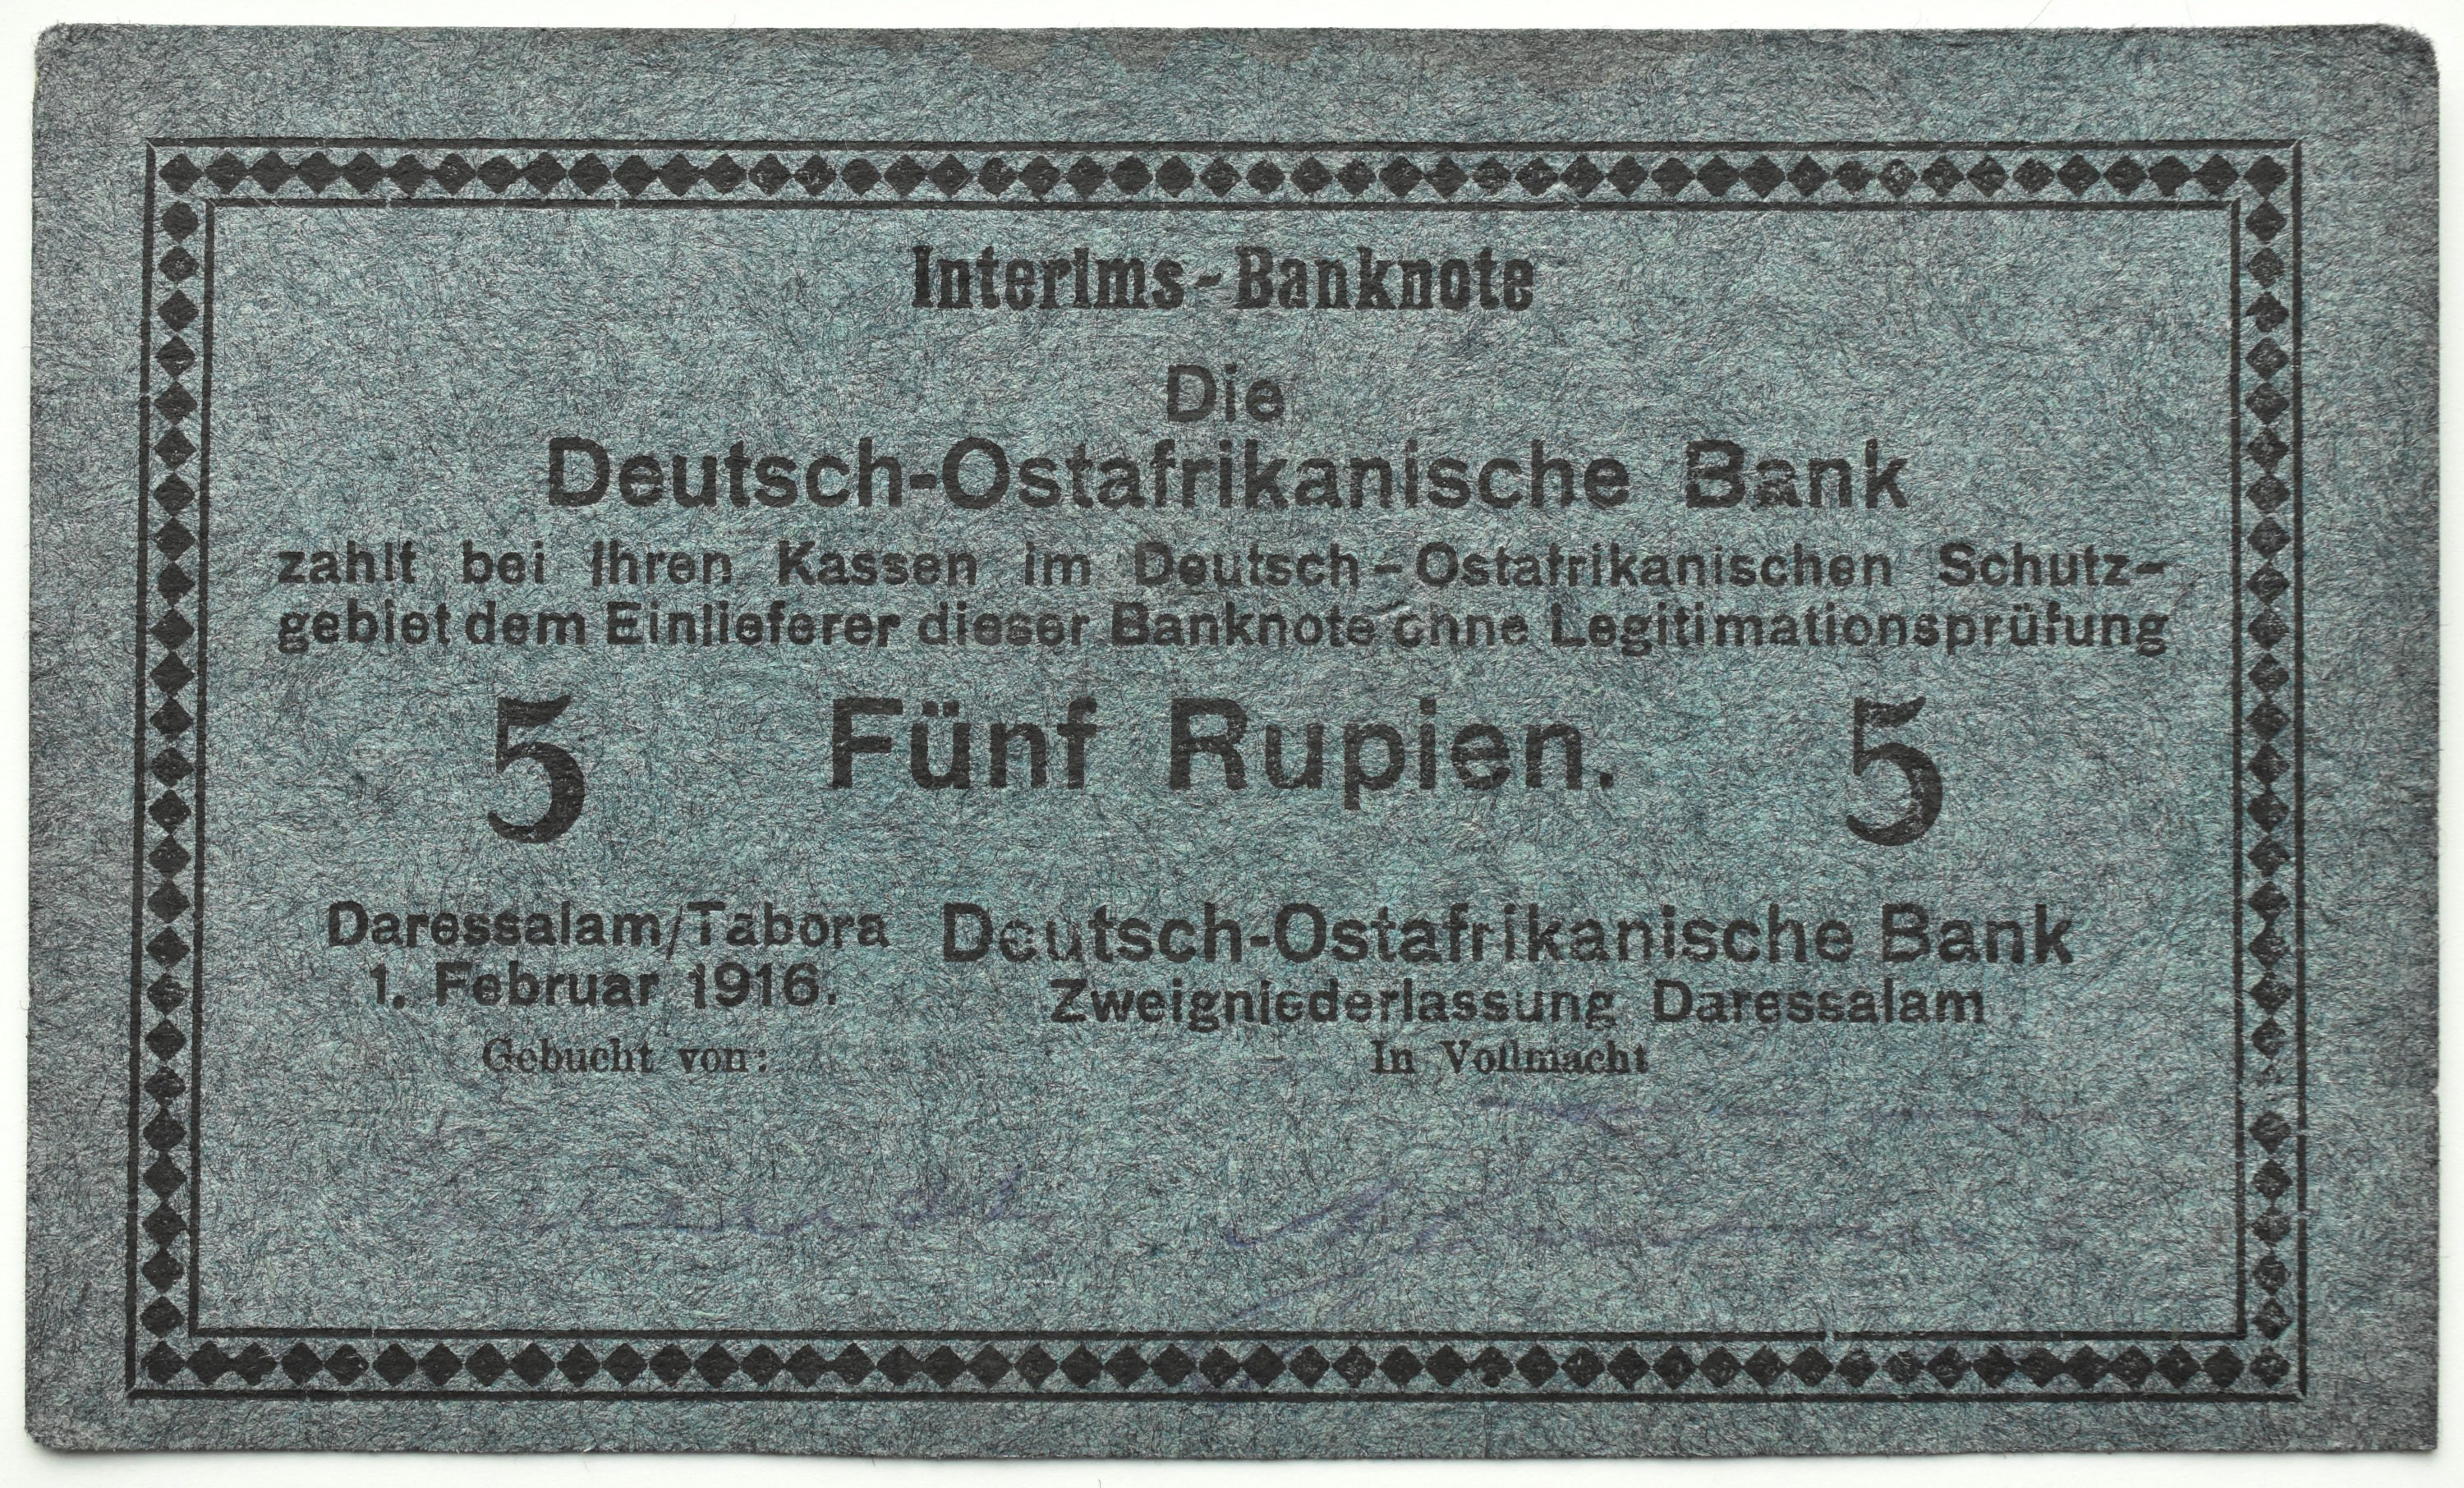 Interims-Banknote
Die
Deutsch-Ostafrikanische Bank
zahlt bei ihren Kassen im Deutsch-Ostafrikanischen Schutz-
gebiet dem Einlieferer dieser Banknote ohne Legitimationsprüfung
5 Fünf Rupien. 5
Daressalam/Tabora Deutsch-Ostafrikanische Bank
1. Februar 1916. Zweigniederlassung Daressalam
Gebucht von: In Vollmacht